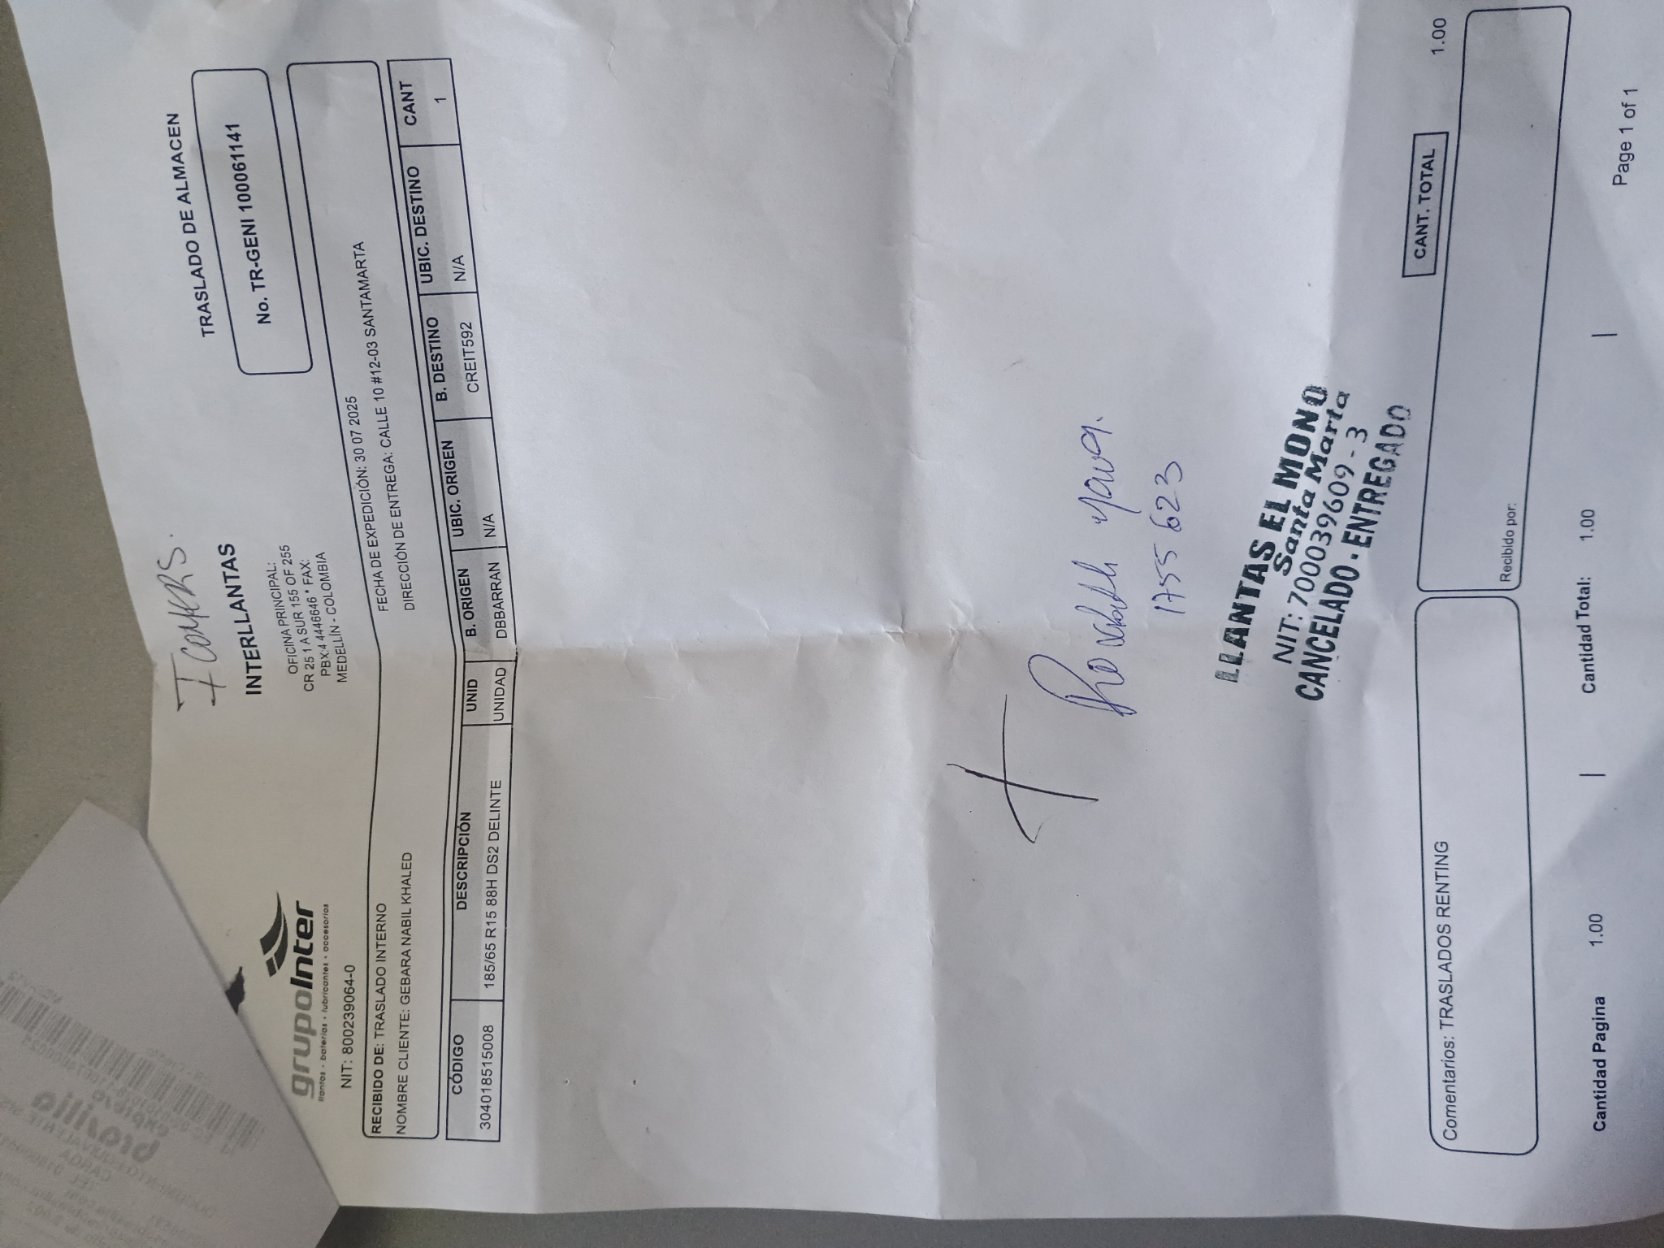 TRASLADO DE ALMACEN
No. TR-GENI 100061141
grupoInter
llantas - baterías - lubricantes - accesorios
NIT: 800239064-0
INTERLLANTAS
OFICINA PRINCIPAL:
CR 25 1 A SUR 155 OF 255
PBX:4 4446646 * FAX:
MEDELLIN - COLOMBIA
RECIBIDO DE: TRASLADO INTERNO
FECHA DE EXPEDICIÓN: 30 07 2025
NOMBRE CLIENTE: GEBARA NABIL KHALED
DIRECCIÓN DE ENTREGA: CALLE 10 #12-03 SANTAMARTA
CÓDIGO DESCRIPCIÓN UNID B. ORIGEN UBIC. ORIGEN B. DESTINO UBIC. DESTINO CANT
304018515008 185/65 R15 88H DS2 DELINTE UNIDAD DBBARRAN N/A CREIT592 N/A 1
1755623
LLANTAS EL MONO
Santa Marta
NIT: 700039609-3
CANCELADO - ENTREGADO
CANT. TOTAL 1.00
Comentarios: TRASLADOS RENTING
Recibido por:
Cantidad Pagina 1.00 | Cantidad Total: 1.00 |
Page 1 of 1
brasilia